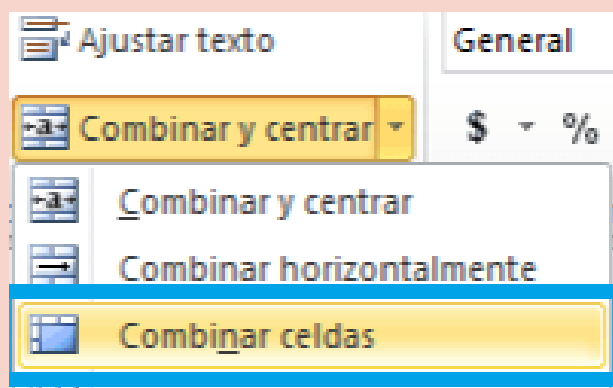 Ajustar texto
General
Combinar y centrar
$ %
Combinar y centrar
Combinar horizontalmente
Combinar celdas